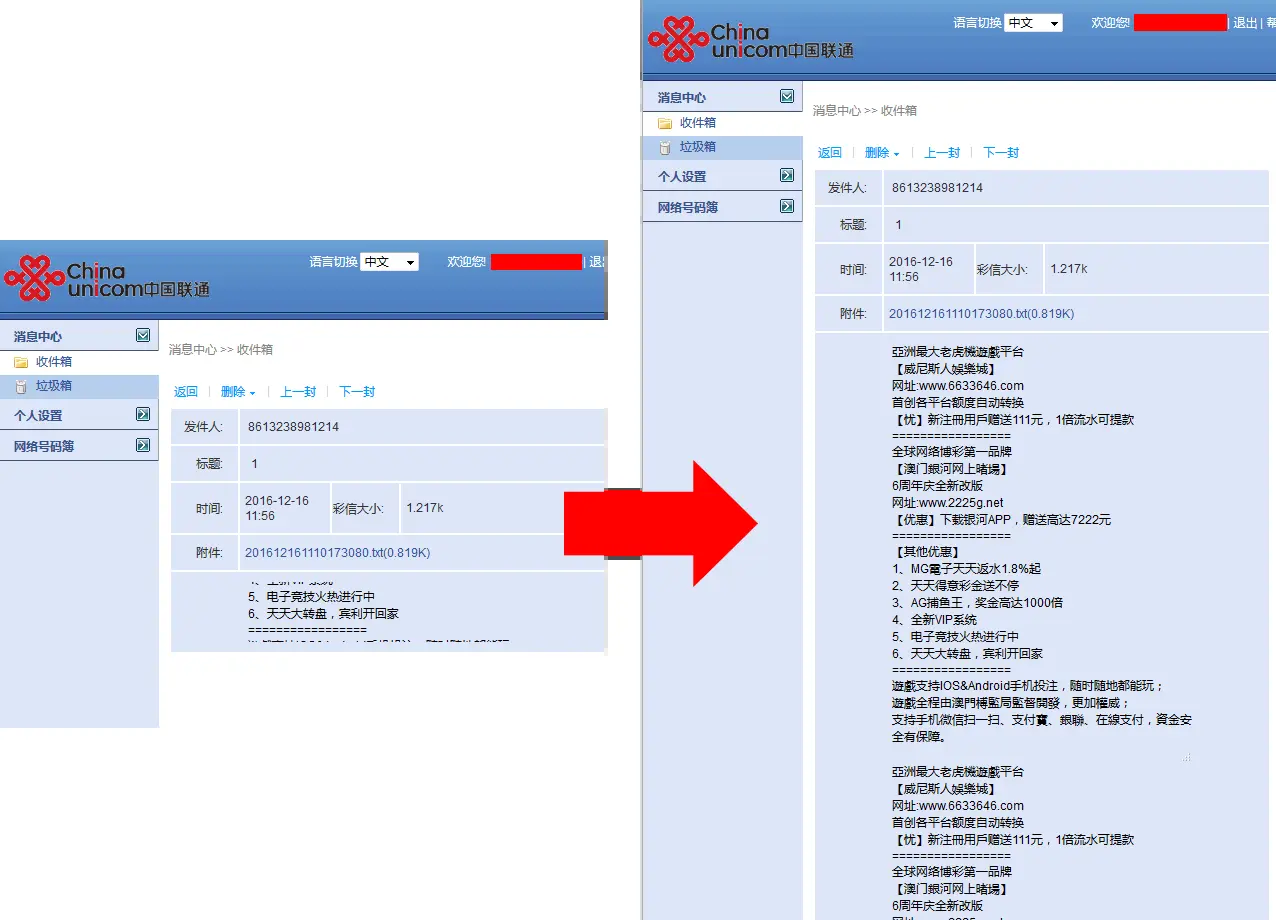 China
unicom中国联通
语言切换 中文
欢迎您!
| 退
消息中心
收件箱
垃圾箱
个人设置
网络号码簿
消息中心 >> 收件箱
返回 | 删除 | 上一封 | 下一封
发件人: 8613238981214
标题: 1
时间: 2016-12-16 11:56 彩信大小: 1.217k
附件: 201612161110173080.txt(0.819K)
5、电子竞技火热进行中
6、天天大转盘，宾利开回家
=================
China
unicom中国联通
语言切换 中文
欢迎您!
| 退出 | 帮
消息中心
收件箱
垃圾箱
个人设置
网络号码簿
消息中心 >> 收件箱
返回 | 删除 | 上一封 | 下一封
发件人: 8613238981214
标题: 1
时间: 2016-12-16 11:56 彩信大小: 1.217k
附件: 201612161110173080.txt(0.819K)
亞洲最大老虎機遊戲平台
【威尼斯人娛樂城】
网址:www.6633646.com
首创各平台额度自动转换
【忧】新注冊用戶赠送111元，1倍流水可提款
=================
全球网络博彩第一品牌
【澳门銀河网上睹埸】
6周年庆全新改版
网址:www.2225g.net
【优惠】下载银河APP，赠送高达7222元
=================
【其他优惠】
1、MG電子天天返水1.8%起
2、天天得意彩金送不停
3、AG捕鱼王，奖金高达1000倍
4、全新VIP系统
5、电子竞技火热进行中
6、天天大转盘，宾利开回家
=================
遊戲支持IOS&Android手机投注，随时随地都能玩；
遊戲全程由澳門榑監局監督開發，更加權威；
支持手机微信扫一扫、支付寶、銀聯、在線支付，資金安
全有保障。
亞洲最大老虎機遊戲平台
【威尼斯人娛樂城】
网址:www.6633646.com
首创各平台额度自动转换
【忧】新注冊用戶赠送111元，1倍流水可提款
=================
全球网络博彩第一品牌
【澳门銀河网上睹埸】
6周年庆全新改版